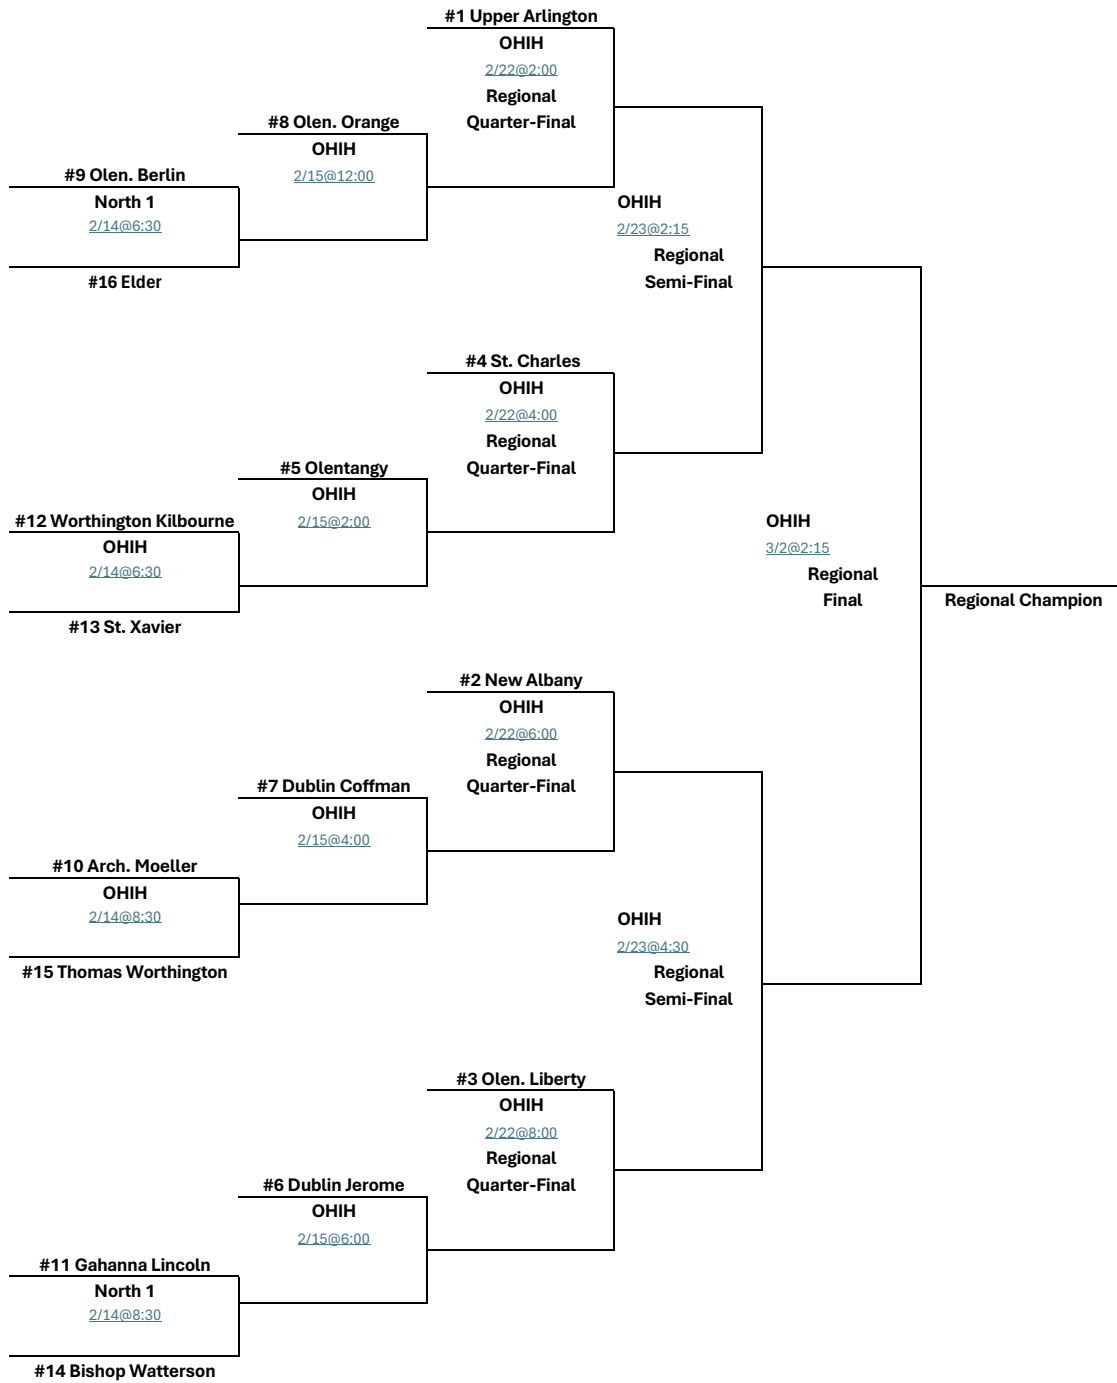 #1 Upper Arlington
OHIH
2/22@2:00
Regional
Quarter-Final
#8 Olen. Orange
OHIH
2/15@12:00
#9 Olen. Berlin
North 1
2/14@6:30
#16 Elder
OHIH
2/23@2:15
Regional
Semi-Final
#4 St. Charles
OHIH
2/22@4:00
Regional
Quarter-Final
#5 Olentangy
OHIH
2/15@2:00
#12 Worthington Kilbourne
OHIH
2/14@6:30
#13 St. Xavier
OHIH
3/2@2:15
Regional
Final
Regional Champion
#2 New Albany
OHIH
2/22@6:00
Regional
Quarter-Final
#7 Dublin Coffman
OHIH
2/15@4:00
#10 Arch. Moeller
OHIH
2/14@8:30
#15 Thomas Worthington
OHIH
2/23@4:30
Regional
Semi-Final
#3 Olen. Liberty
OHIH
2/22@8:00
Regional
Quarter-Final
#6 Dublin Jerome
OHIH
2/15@6:00
#11 Gahanna Lincoln
North 1
2/14@8:30
#14 Bishop Watterson